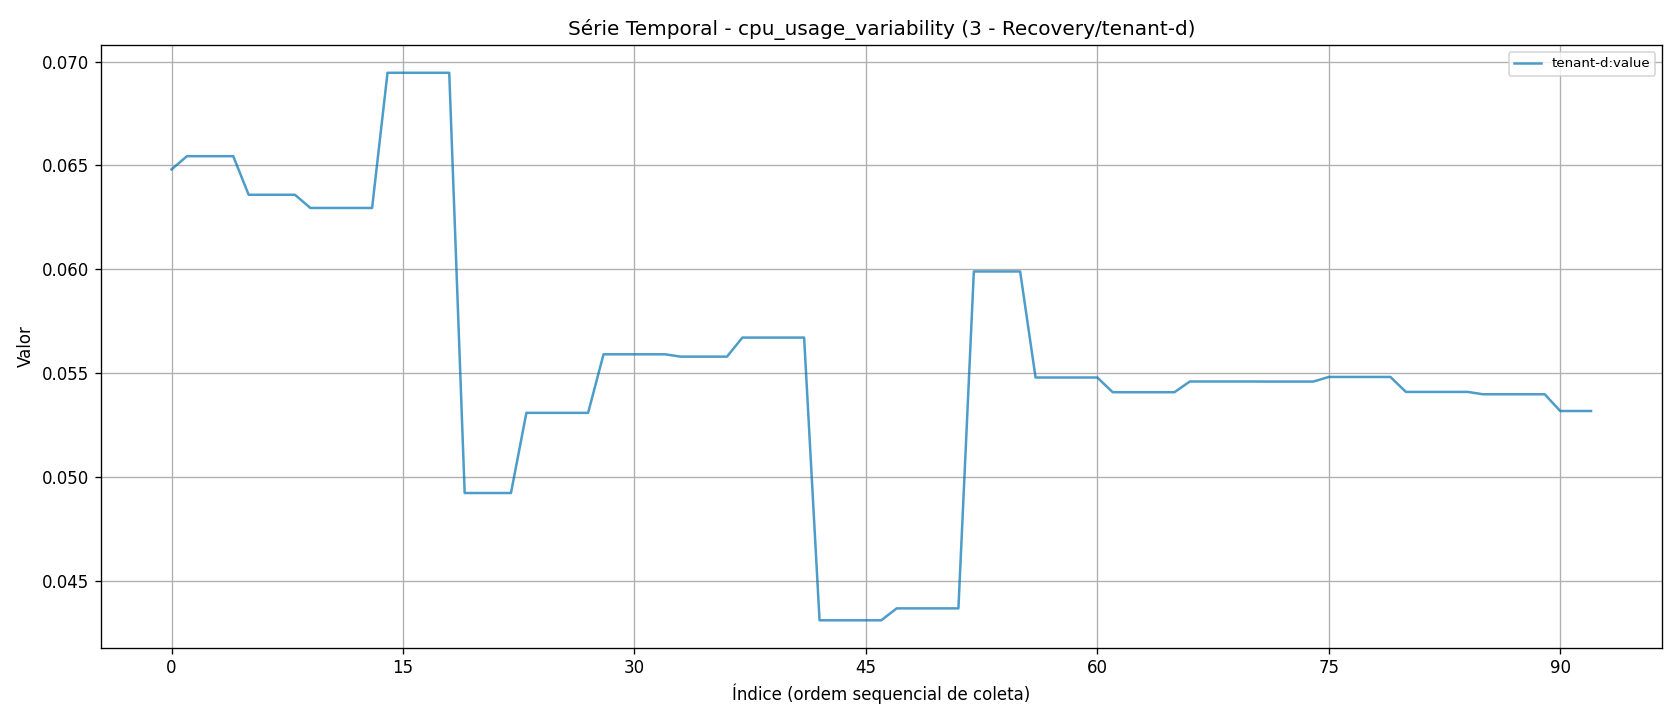 Série Temporal - cpu_usage_variability (3 - Recovery/tenant-d)
tenant-d:value
Valor
0.070
0.065
0.060
0.055
0.050
0.045
0 15 30 45 60 75 90
Índice (ordem sequencial de coleta)